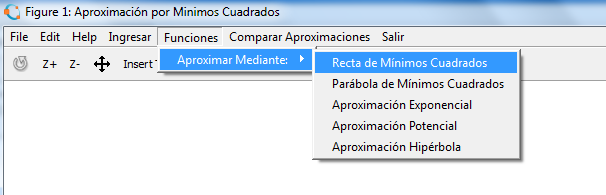 Figure 1: Aproximación por Minimos Cuadrados
File Edit Help Ingresar Funciones Comparar Aproximaciones Salir
Z+ Z- Insert Aproximar Mediante: Recta de Mínimos Cuadrados
Parábola de Mínimos Cuadrados
Aproximación Exponencial
Aproximación Potencial
Aproximación Hipérbola